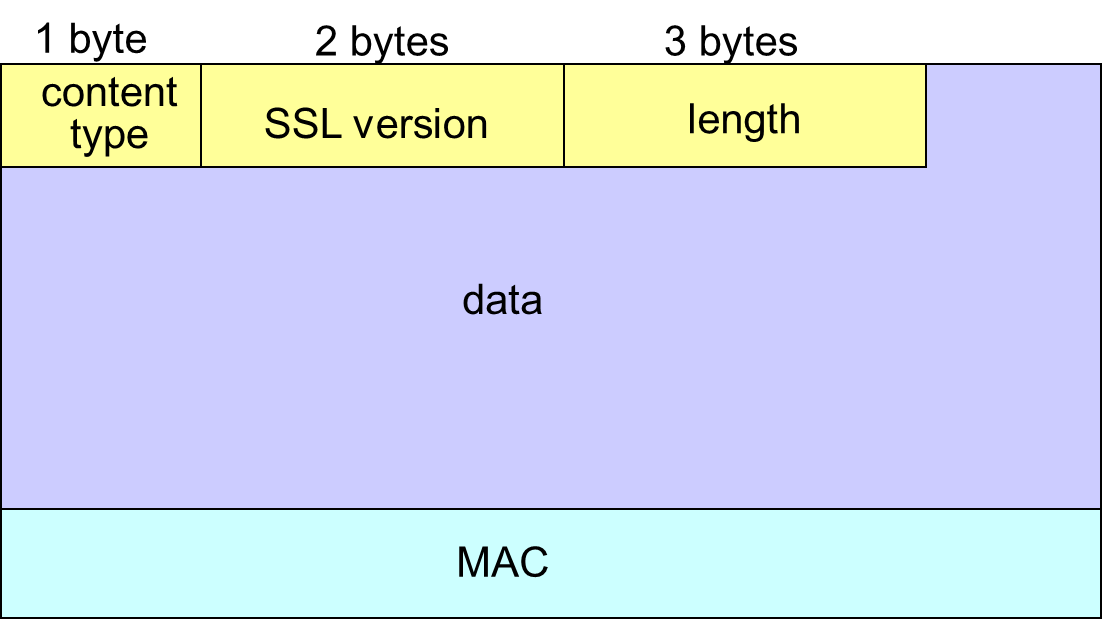 1 byte 2 bytes 3 bytes
content
type
SSL version
length
data
MAC